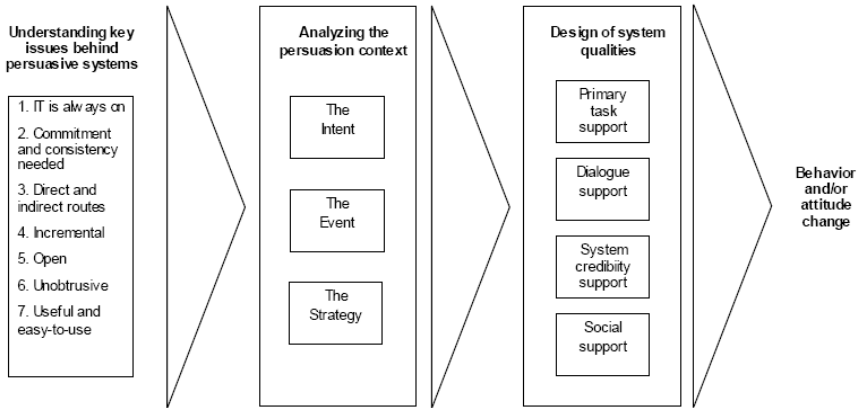 Understanding key
issues behind
persuasive systems
1. IT is always on
2. Commitment
and consistency
needed
3. Direct and
indirect routes
4. Incremental
5. Open
6. Unobtrusive
7. Useful and
easy-to-use
Analyzing the
persuasion context
The
Intent
The
Event
The
Strategy
Design of system
qualities
Primary
task
support
Dialogue
support
System
credibiity
support
Social
support
Behavior
and/or
attitude
change